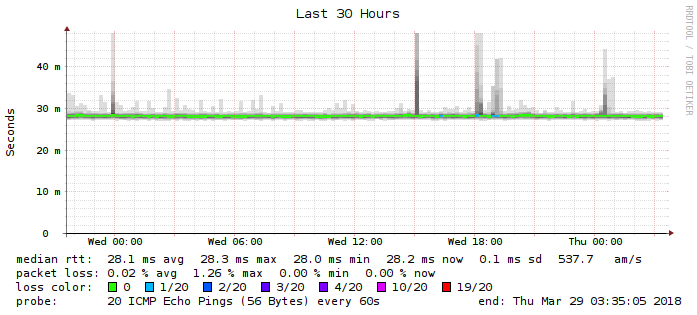 Last 30 Hours
RRDTOOL / TOBI OETIKER
Seconds
40 m
30 m
20 m
10 m
0
Wed 00:00 Wed 06:00 Wed 12:00 Wed 18:00 Thu 00:00
median rtt: 28.1 ms avg 28.3 ms max 28.0 ms min 28.2 ms now 0.1 ms sd 537.7 am/s
packet loss: 0.02 % avg 1.26 % max 0.00 % min 0.00 % now
loss color: 0 1/20 2/20 3/20 4/20 10/20 19/20
probe: 20 ICMP Echo Pings (56 Bytes) every 60s end: Thu Mar 29 03:35:05 2018